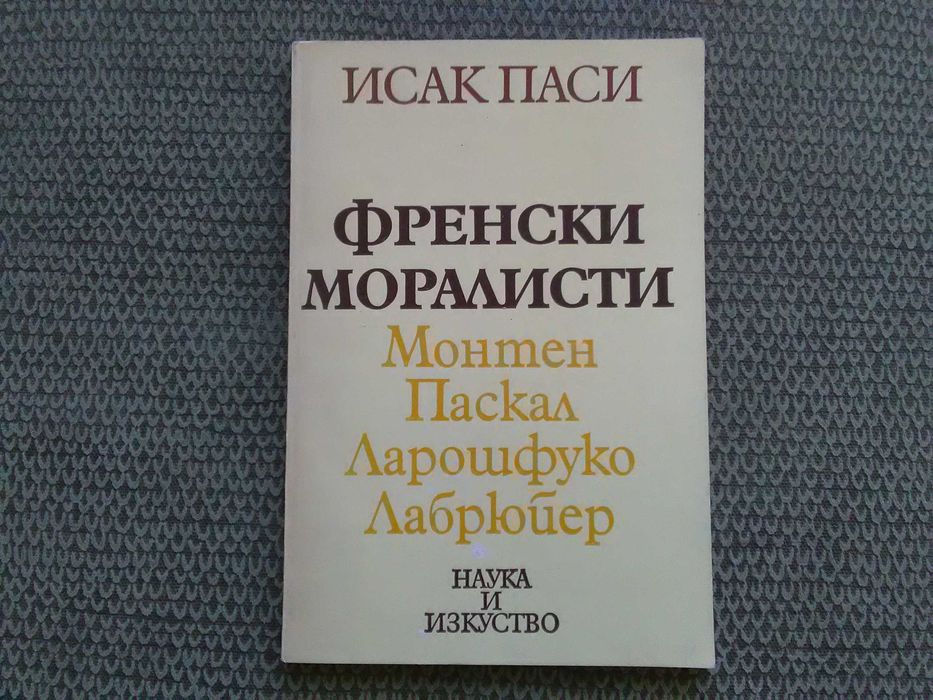 ИСАК ПАСИ
ФРЕНСКИ
МОРАЛИСТИ
Монтен
Паскал
Ларошфуко
Лабрюйер
НАУКА
И
ИЗКУСТВО